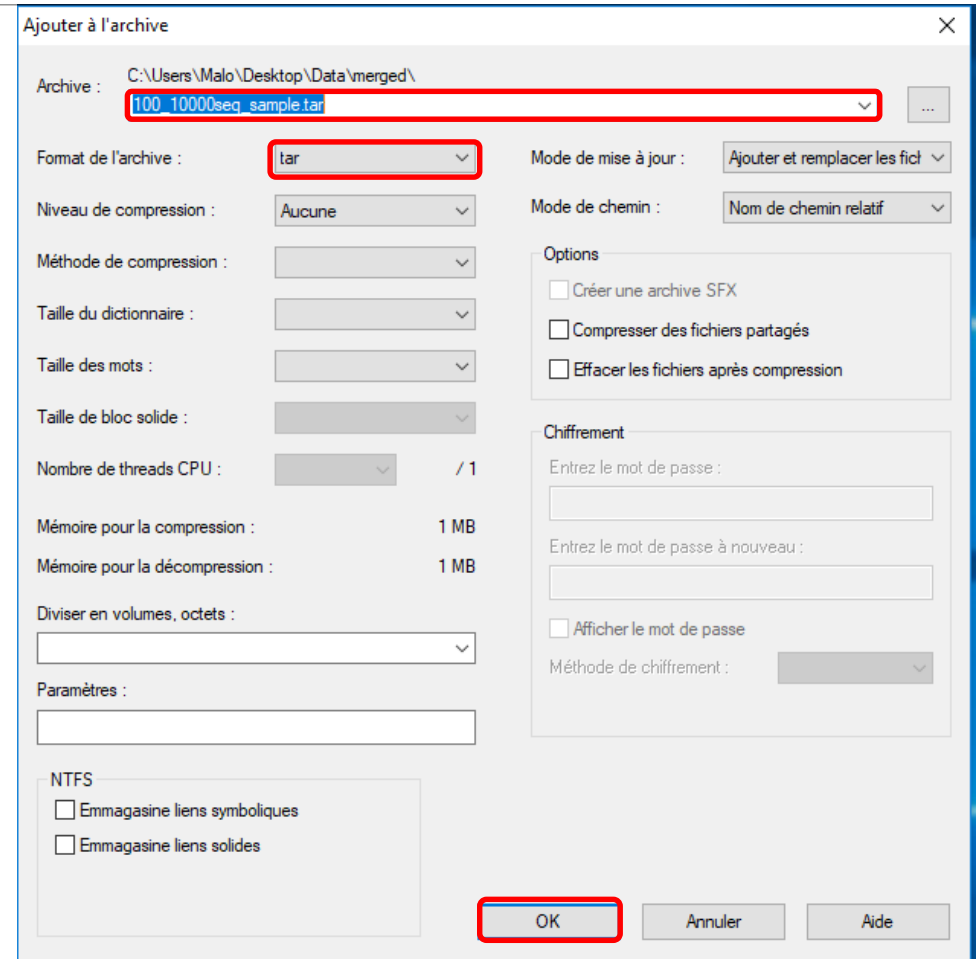 Ajouter à l'archive
Archive :
C:\Users\Malo\Desktop\Data\merged\
100_10000seq_sample.tar
...
Format de l'archive :
tar
Niveau de compression :
Aucune
Méthode de compression :
Taille du dictionnaire :
Taille des mots :
Taille de bloc solide :
Nombre de threads CPU :
/ 1
Mémoire pour la compression :
1 MB
Mémoire pour la décompression :
1 MB
Diviser en volumes, octets :
Paramètres :
NTFS
Emmagasine liens symboliques
Emmagasine liens solides
Mode de mise à jour :
Ajouter et remplacer les fich
Mode de chemin :
Nom de chemin relatif
Options
Créer une archive SFX
Compresser des fichiers partagés
Effacer les fichiers après compression
Chiffrement
Entrez le mot de passe :
Entrez le mot de passe à nouveau :
Afficher le mot de passe
Méthode de chiffrement :
OK
Annuler
Aide